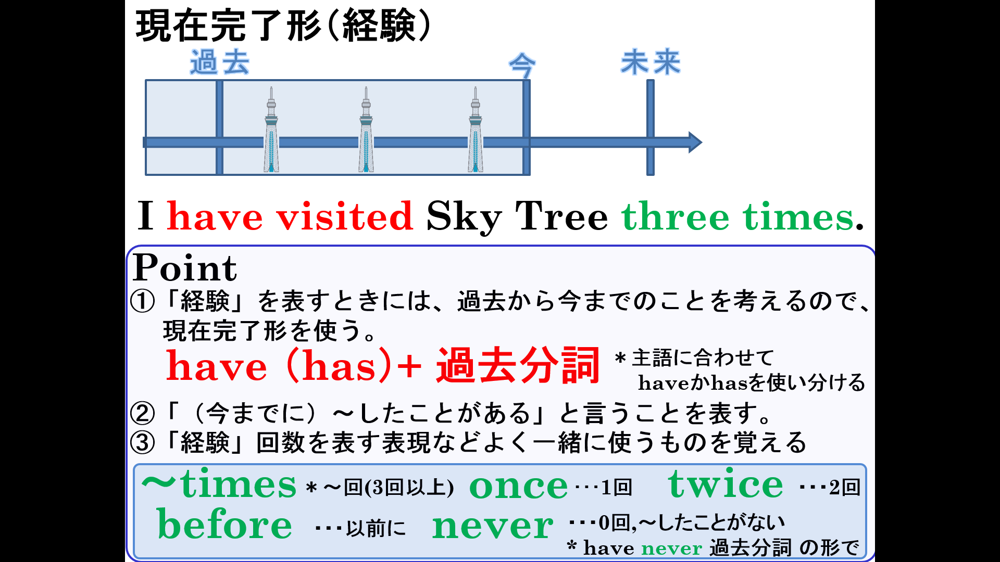 現在完了形（経験）
過去 今 未来
I have visited Sky Tree three times.
Point
①「経験」を表すときには、過去から今までのことを考えるので、
現在完了形を使う。
have (has)+ 過去分詞 ＊主語に合わせて
haveかhasを使い分ける
②「（今までに）～したことがある」と言うことを表す。
③「経験」回数を表す表現などよく一緒に使うものを覚える
～times ＊～回(3回以上) once ･･･1回 twice ･･･2回
before ･･･以前に never ･･･0回,～したことがない
* have never 過去分詞 の形で